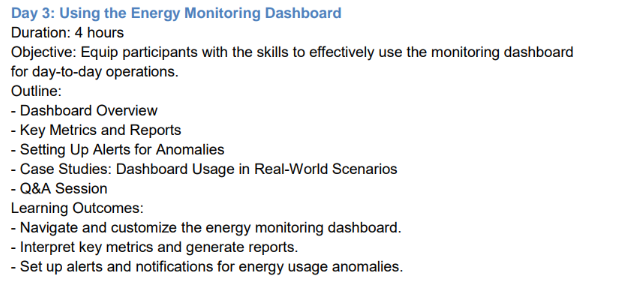 Day 3: Using the Energy Monitoring Dashboard
Duration: 4 hours
Objective: Equip participants with the skills to effectively use the monitoring dashboard
for day-to-day operations.
Outline:
- Dashboard Overview
- Key Metrics and Reports
- Setting Up Alerts for Anomalies
- Case Studies: Dashboard Usage in Real-World Scenarios
- Q&A Session
Learning Outcomes:
- Navigate and customize the energy monitoring dashboard.
- Interpret key metrics and generate reports.
- Set up alerts and notifications for energy usage anomalies.